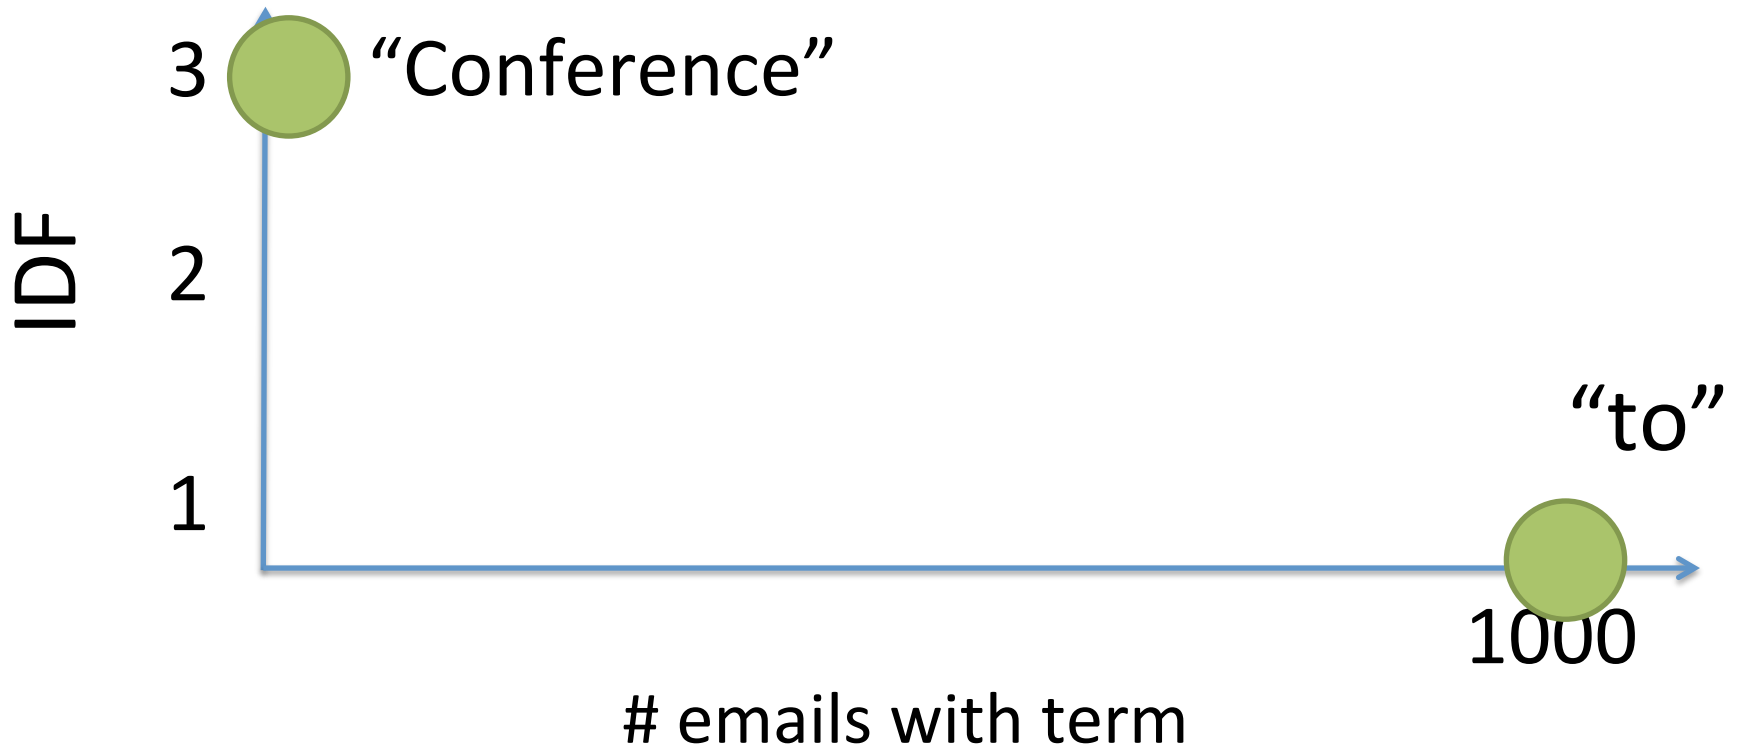 3
“Conference”
IDF
2
“to”
1
1000
# emails with term